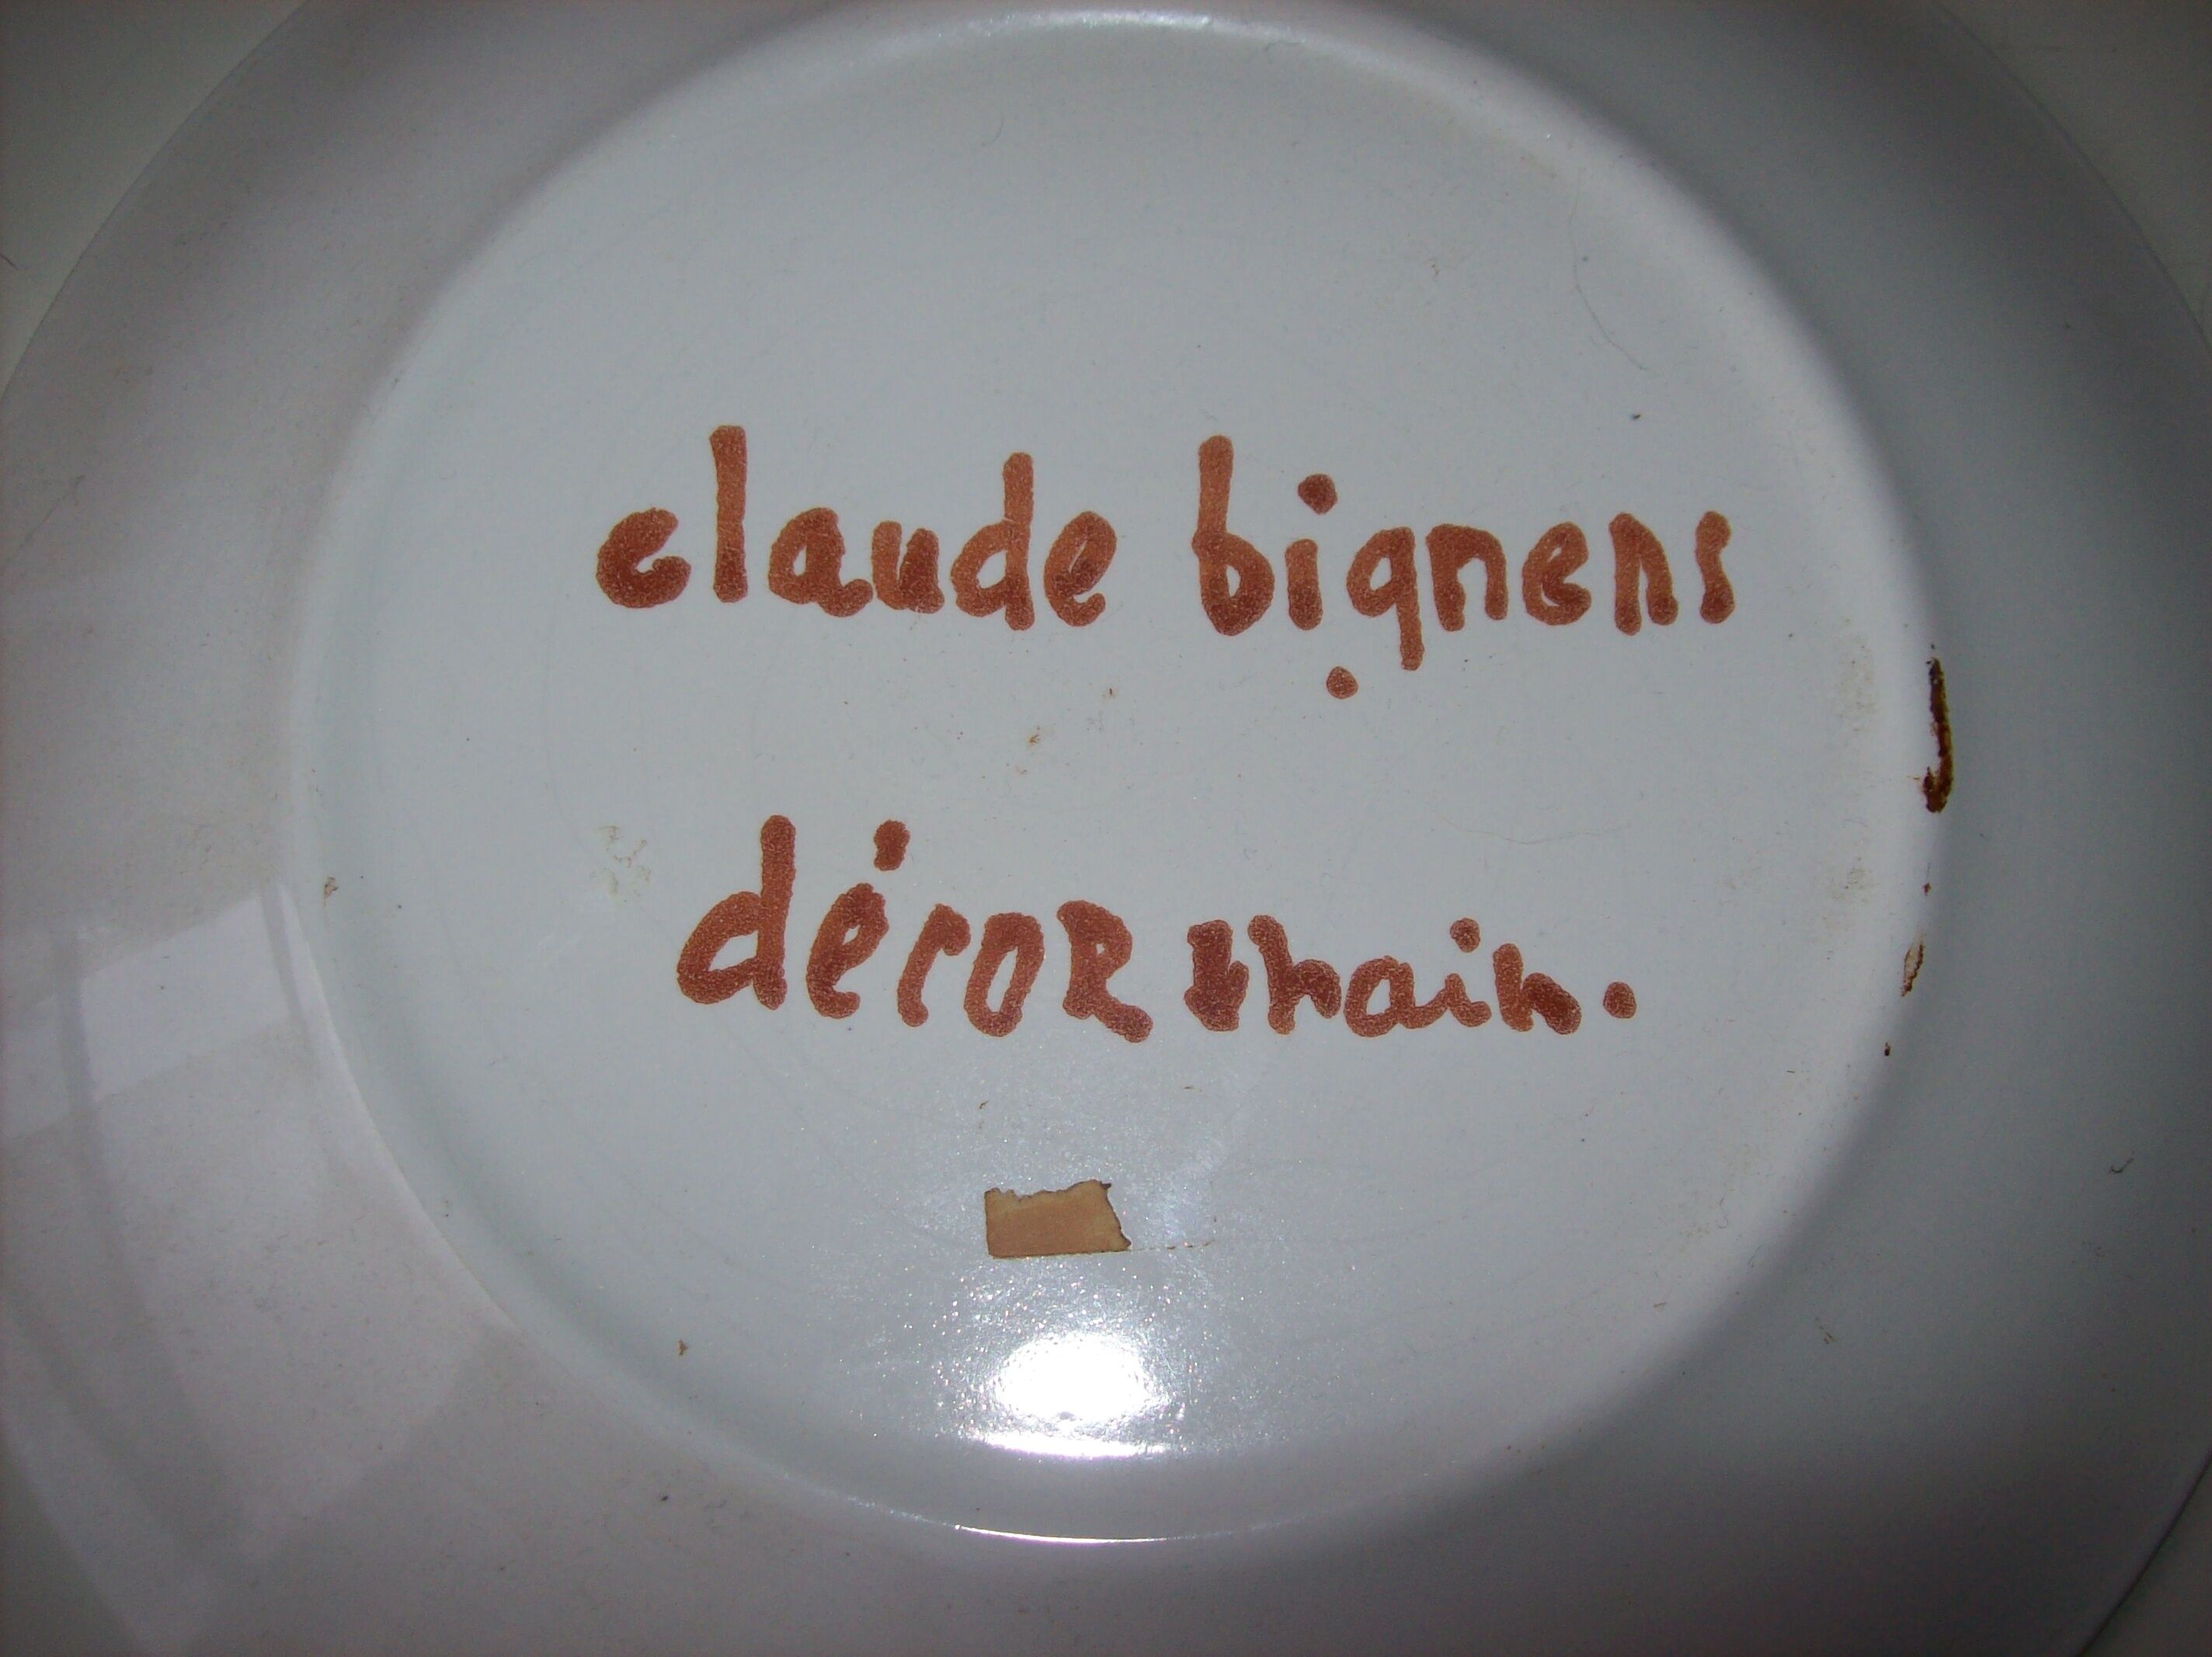 claude bignens
décor main.